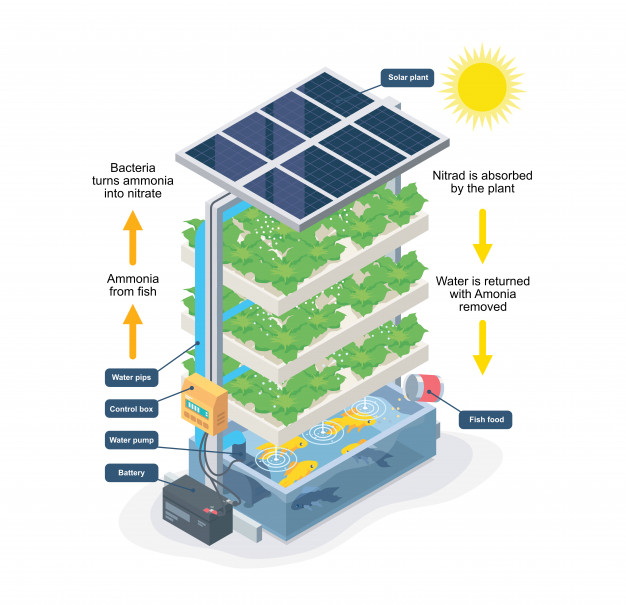 Solar plant
Bacteria
turns ammonia
into nitrate
Nitrad is absorbed
by the plant
Ammonia
from fish
Water is returned
with Amonia
removed
Water pips
Control box
Fish food
Water pump
Battery